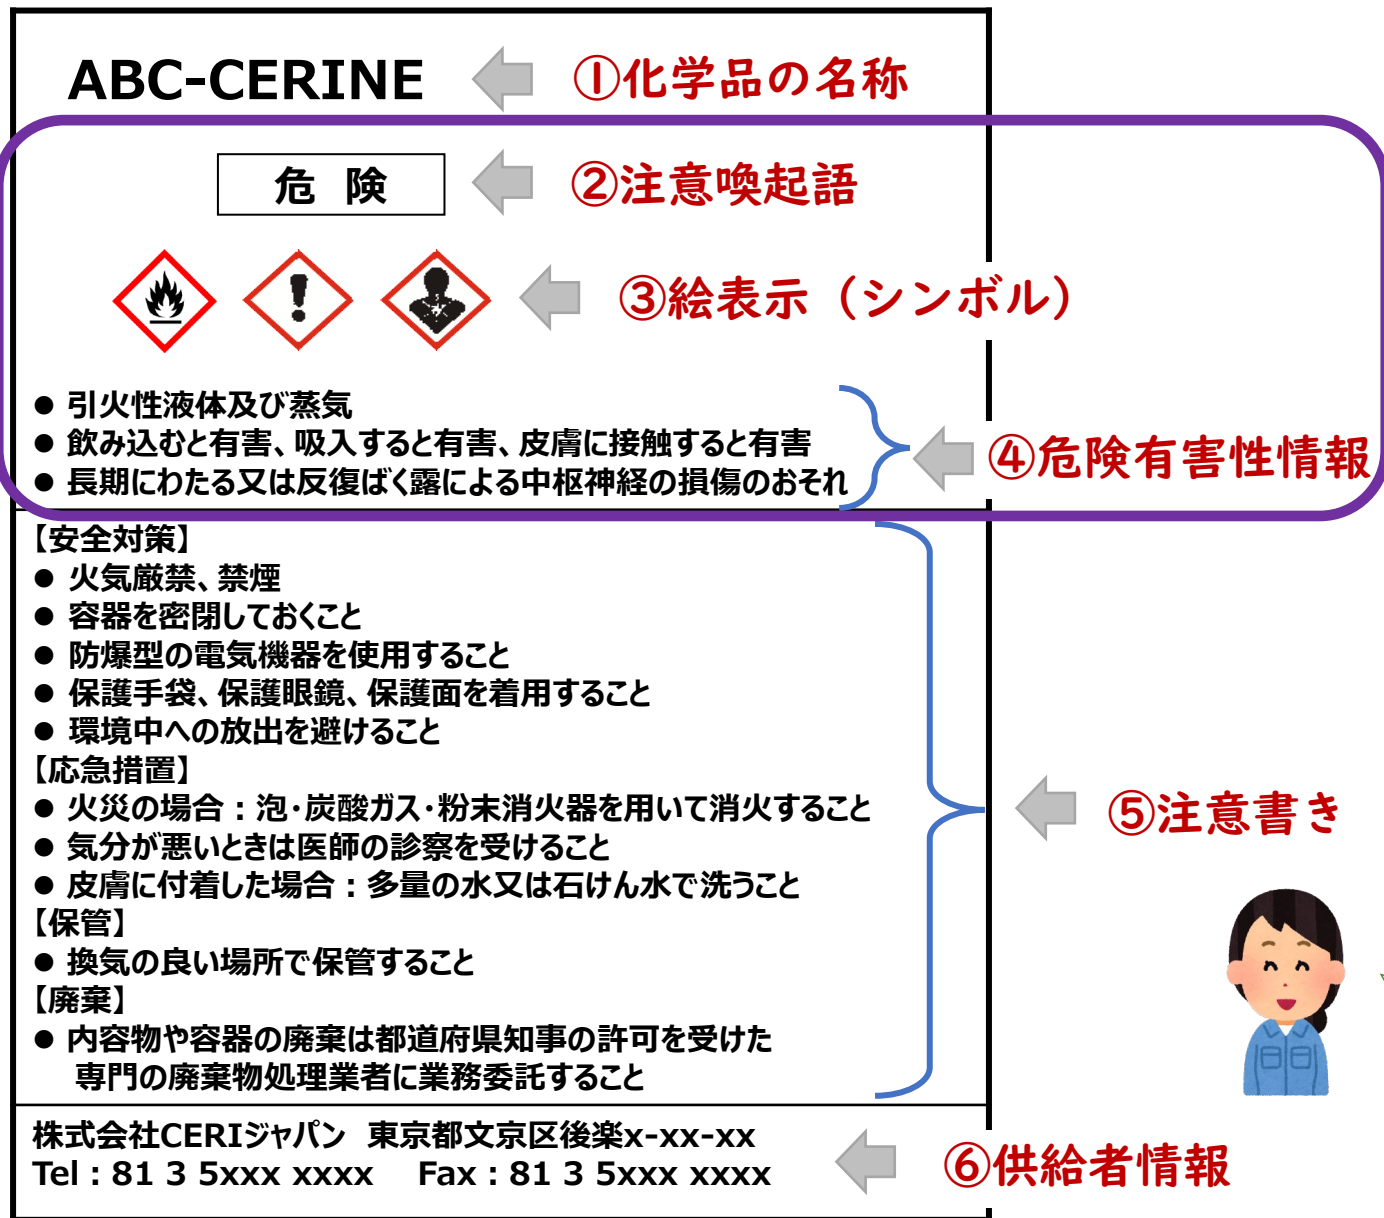 ABC-CERINE ①化学品の名称
危 険 ②注意喚起語
③絵表示（シンボル）
● 引火性液体及び蒸気
● 飲み込むと有害、吸入すると有害、皮膚に接触すると有害
● 長期にわたる又は反復ばく露による中枢神経の損傷のおそれ
④危険有害性情報
【安全対策】
● 火気厳禁、禁煙
● 容器を密閉しておくこと
● 防爆型の電気機器を使用すること
● 保護手袋、保護眼鏡、保護面を着用すること
● 環境中への放出を避けること
【応急措置】
● 火災の場合：泡・炭酸ガス・粉末消火器を用いて消火すること
● 気分が悪いときは医師の診察を受けること
● 皮膚に付着した場合：多量の水又は石けん水で洗うこと
【保管】
● 換気の良い場所で保管すること
【廃棄】
● 内容物や容器の廃棄は都道府県知事の許可を受けた
専門の廃棄物処理業者に業務委託すること
⑤注意書き
株式会社CERIジャパン 東京都文京区後楽x-xx-xx
Tel：81 3 5xxx xxxx Fax：81 3 5xxx xxxx
⑥供給者情報